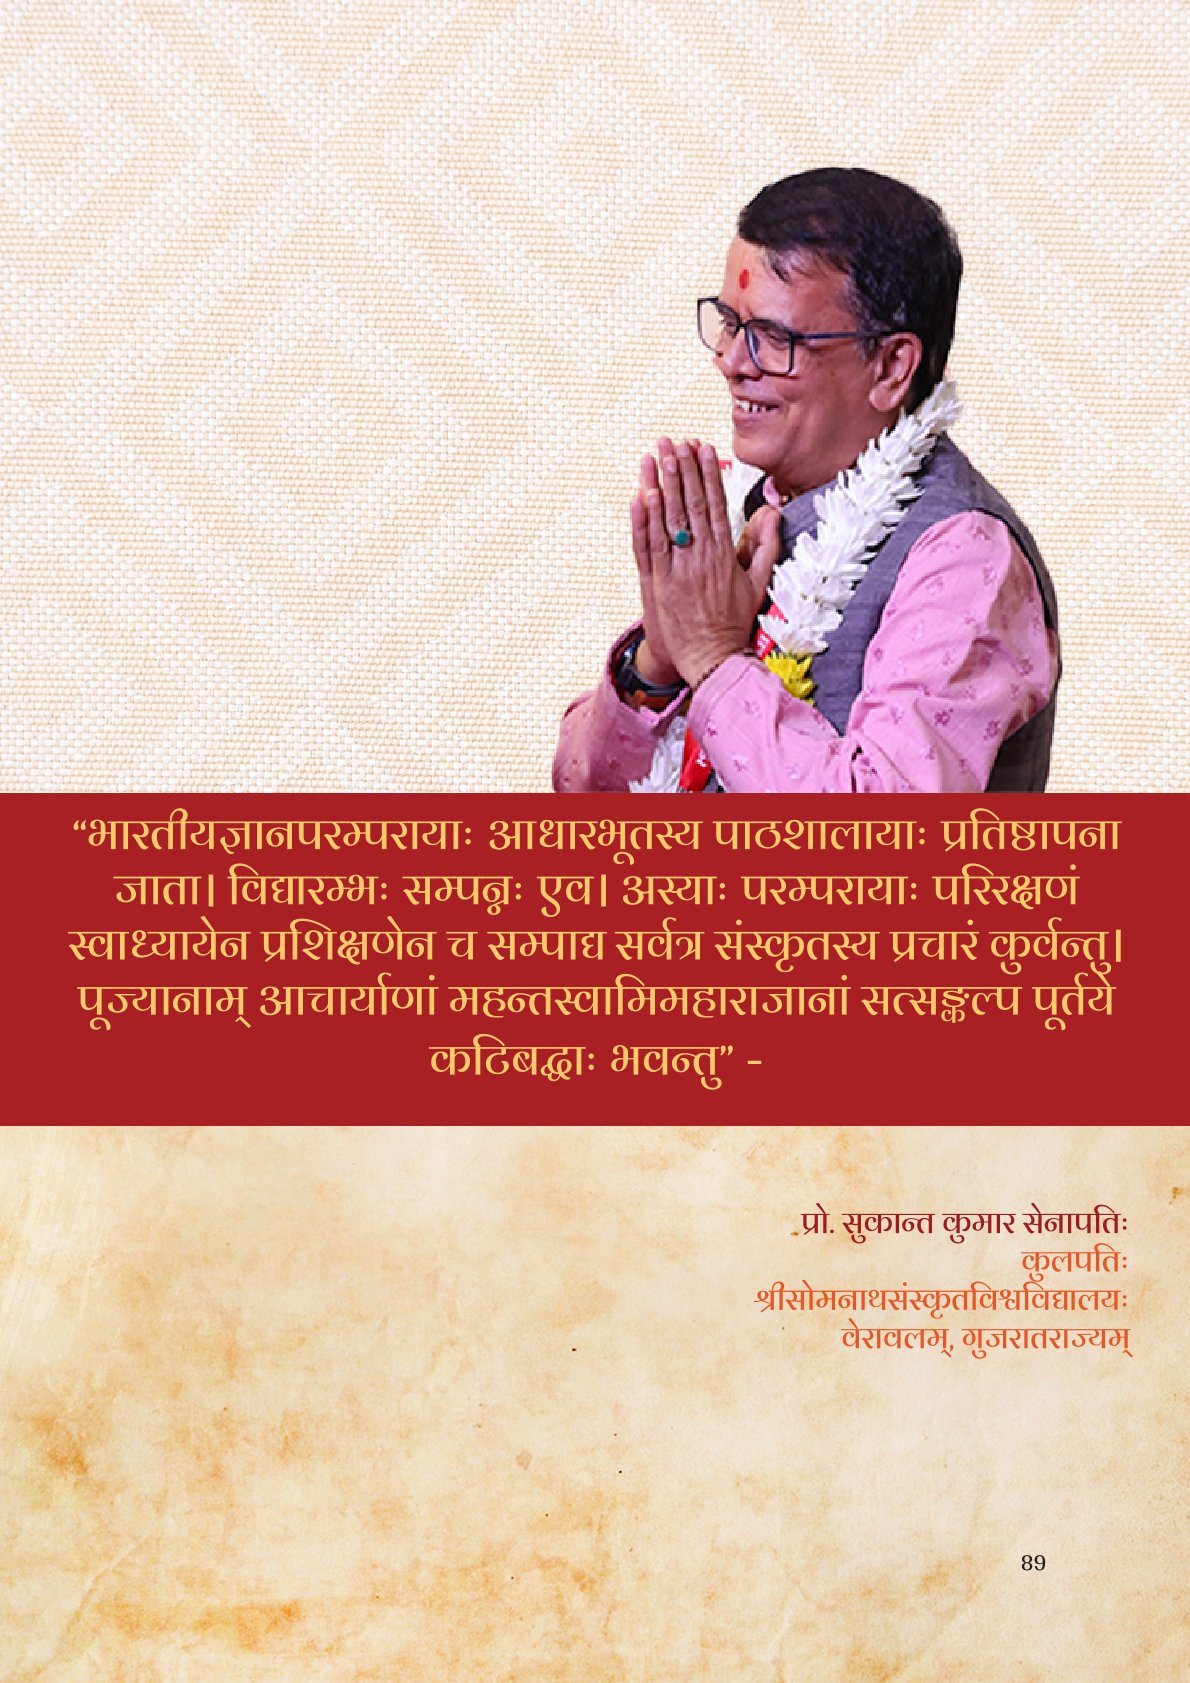 “भारतीयज्ञानपरम्परायाः आधारभूतस्य पाठशालायाः प्रतिष्ठापना
जाता। विद्यारम्भः सम्पन्नः एव। अस्याः परम्परायाः परिरक्षणं
स्वाध्यायेन प्रशिक्षणेन च सम्पाद्य सर्वत्र संस्कृतस्य प्रचारं कुर्वन्तु।
पूज्यानाम् आचार्याणां महन्तस्वामिमहाराजानां सत्सङ्कल्प पूर्तये
कटिबद्धाः भवन्तु” -
प्रो. सुकान्त कुमार सेनापतिः
कुलपतिः
श्रीसोमनाथसंस्कृतविश्वविद्यालयः
वेरावलम्, गुजरातराज्यम्
89